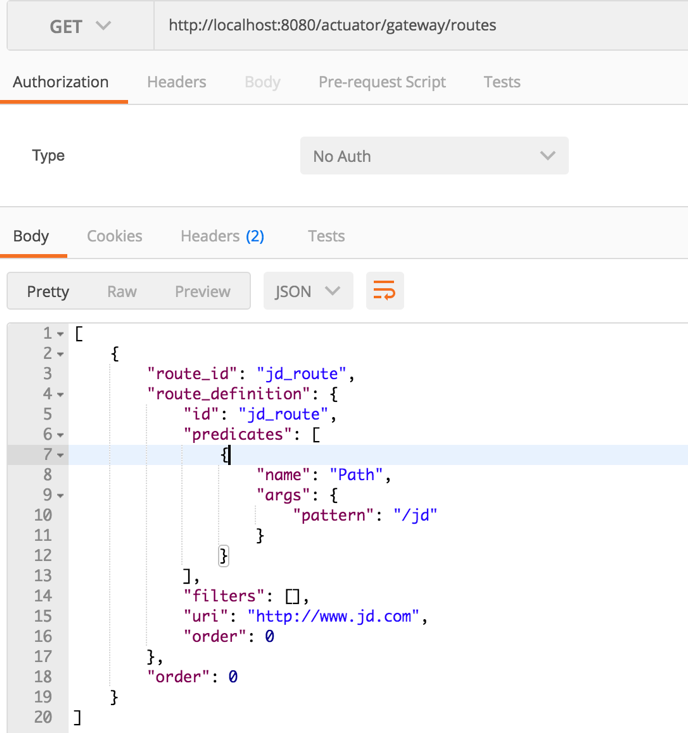 GET http://localhost:8080/actuator/gateway/routes
Authorization Headers Body Pre-request Script Tests
Type No Auth
Body Cookies Headers (2) Tests
Pretty Raw Preview JSON
1 [
2 {
3 "route_id": "jd_route",
4 "route_definition": {
5 "id": "jd_route",
6 "predicates": [
7 {
8 "name": "Path",
9 "args": {
10 "pattern": "/jd"
11 }
12 }
13 ],
14 "filters": [],
15 "uri": "http://www.jd.com",
16 "order": 0
17 },
18 "order": 0
19 }
20 ]